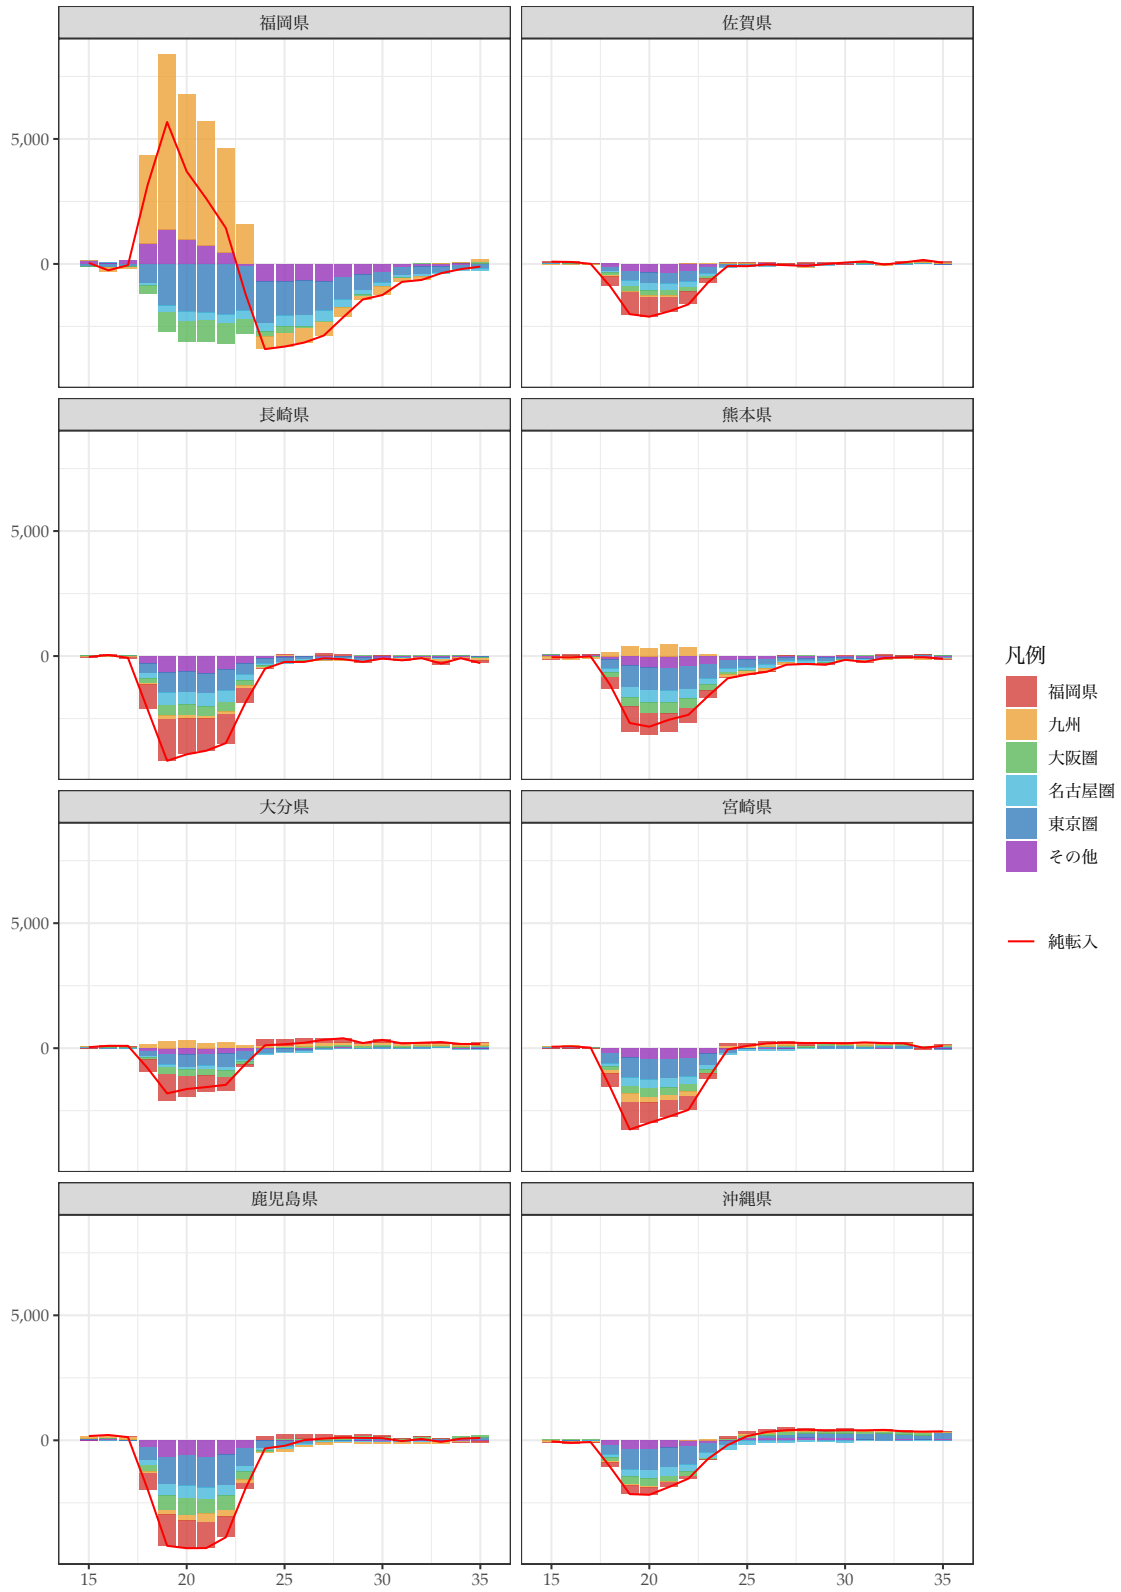 福岡県
佐賀県
5,000
0
長崎県
熊本県
5,000
0
大分県
宮崎県
5,000
0
鹿児島県
沖縄県
5,000
0
15 20 25 30 35
15 20 25 30 35
凡例
福岡県
九州
大阪圏
名古屋圏
東京圏
その他
純転入